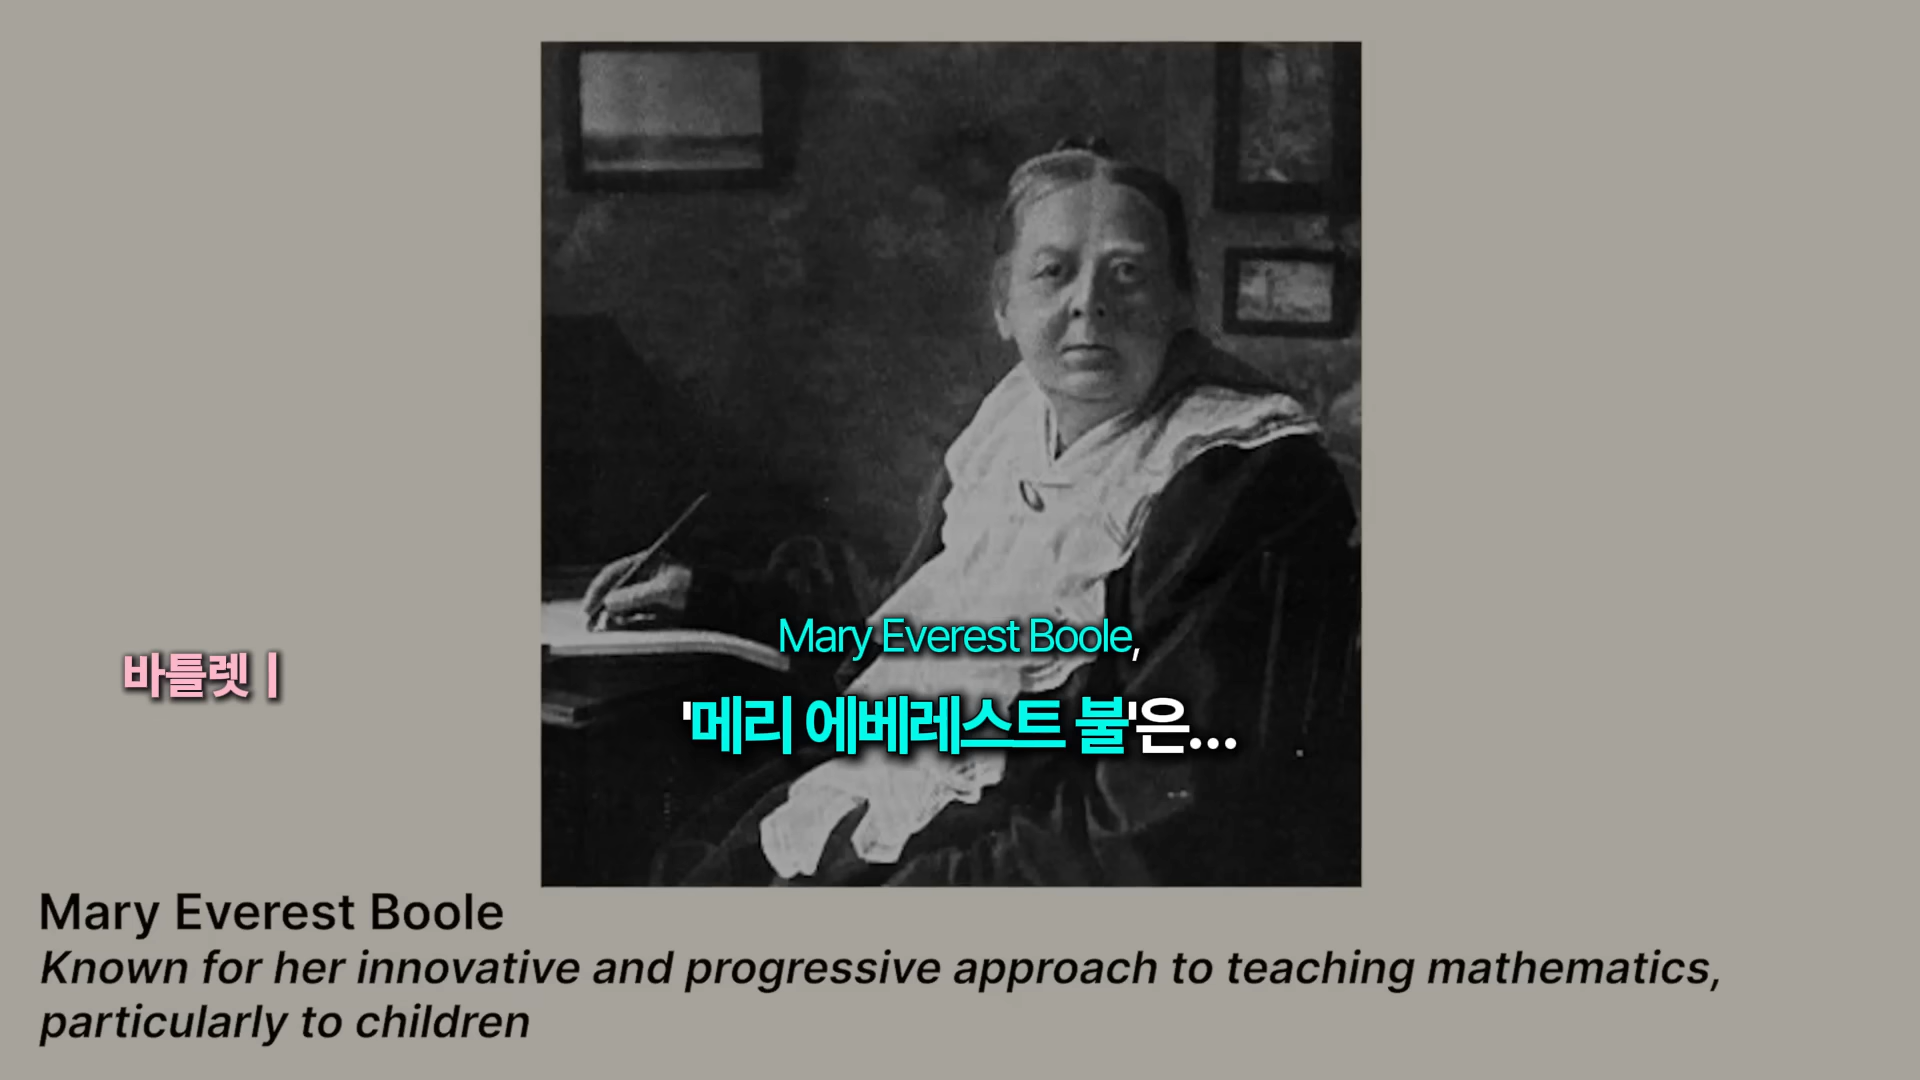 Mary Everest Boole,
바틀렛 |
'메리 에베레스트 불'은...
Mary Everest Boole
Known for her innovative and progressive approach to teaching mathematics,
particularly to children